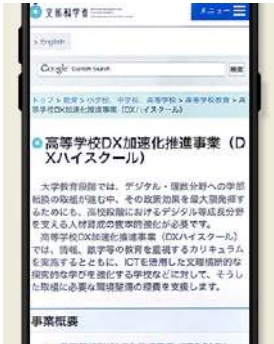 文部科学省
メニュー
> English
Google Custom Search
検索
トップ > 教育 > 小学校、中学校、高等学校 > 高等学校教育 > 高
等学校DX加速化推進事業（DXハイスクール）
高等学校DX加速化推進事業（D
Xハイスクール）
大学教育段階では、デジタル・理数分野への学部
転換の取組が進む中、その政策効果を最大限発揮す
るためにも、高校段階におけるデジタル等成長分野
を支える人材育成の抜本的強化が必要です。
高等学校DX加速化推進事業（DXハイスクール）
では、情報、数学等の教育を重視するカリキュラム
を実施するとともに、ICTを活用した文理横断的な
探究的な学びを強化する学校などに対して、そうし
た取組に必要な環境整備の経費を支援します。
事業概要